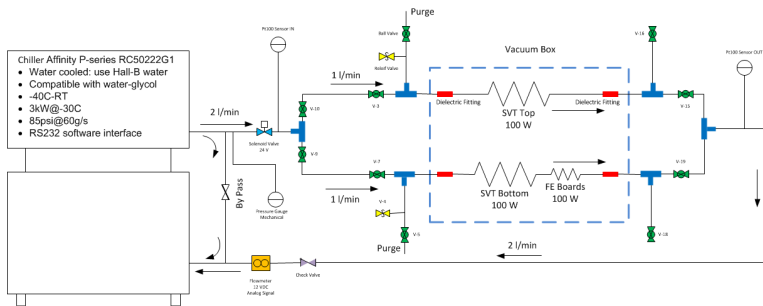 Purge
Pt100 Sensor IN
Ball Valve
V-16
Pt100 Sensor OUT
Chiller Affinity P-series RC50222G1
• Water cooled: use Hall-B water
• Compatible with water-glycol
• -40C-RT
• 3kW@-30C
• 85psi@60g/s
• RS232 software interface
Relief Valve
Vacuum Box
1 l/min
2 l/min
V-10
V-3
Dielectric Fitting
Dielectric Fitting
SVT Top
100 W
Solenoid Valve
24 V
V-9
V-7
V-19
1 l/min
SVT Bottom
100 W
FE Boards
100 W
By Pass
Pressure Gauge
Mechanical
V-5
V-18
Purge
2 l/min
Check Valve
Flowmeter
12 VDC
Analog Signal